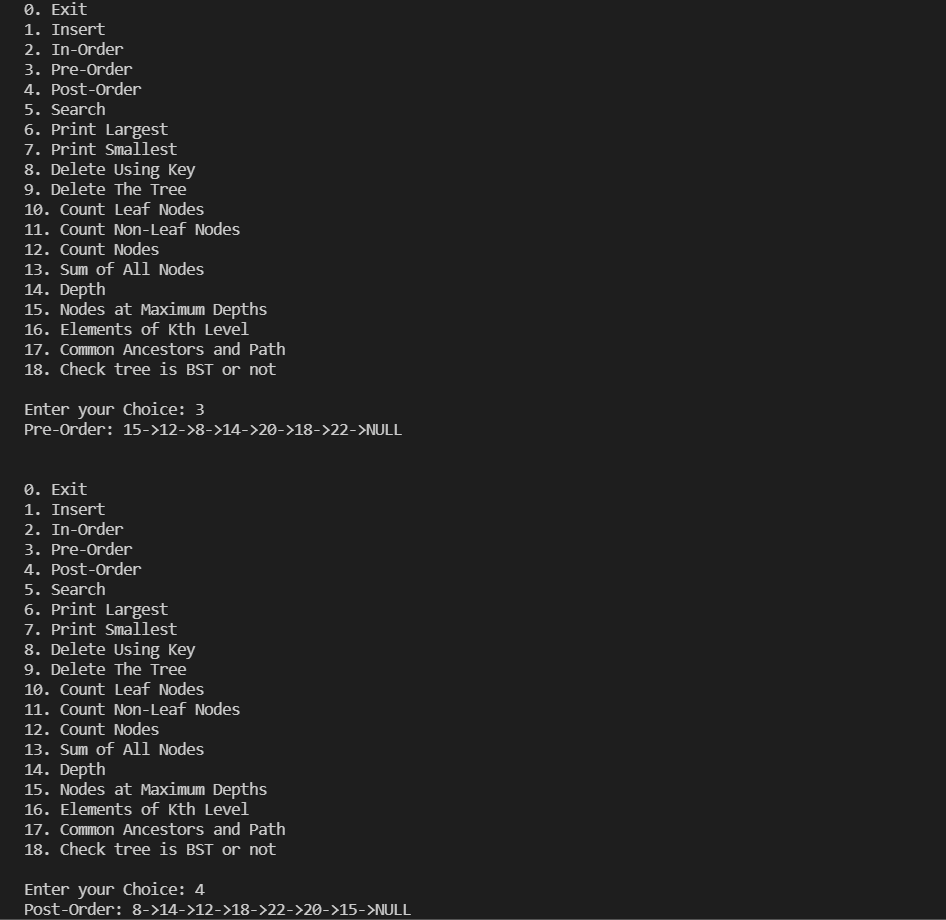 0. Exit
1. Insert
2. In-Order
3. Pre-Order
4. Post-Order
5. Search
6. Print Largest
7. Print Smallest
8. Delete Using Key
9. Delete The Tree
10. Count Leaf Nodes
11. Count Non-Leaf Nodes
12. Count Nodes
13. Sum of All Nodes
14. Depth
15. Nodes at Maximum Depths
16. Elements of Kth Level
17. Common Ancestors and Path
18. Check tree is BST or not
Enter your Choice: 3
Pre-Order: 15->12->8->14->20->18->22->NULL
0. Exit
1. Insert
2. In-Order
3. Pre-Order
4. Post-Order
5. Search
6. Print Largest
7. Print Smallest
8. Delete Using Key
9. Delete The Tree
10. Count Leaf Nodes
11. Count Non-Leaf Nodes
12. Count Nodes
13. Sum of All Nodes
14. Depth
15. Nodes at Maximum Depths
16. Elements of Kth Level
17. Common Ancestors and Path
18. Check tree is BST or not
Enter your Choice: 4
Post-Order: 8->14->12->18->22->20->15->NULL